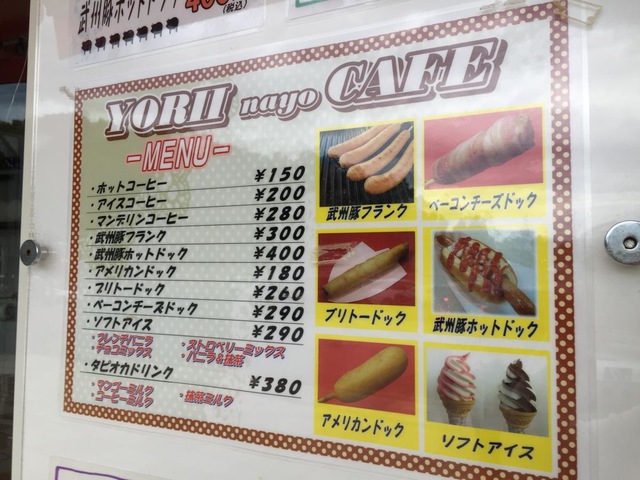 武州豚ホットドッグ 400
(税込)
YORII nayo CAFE
-MENU-
・ホットコーヒー ¥150
・アイスコーヒー ¥200
・マンデリンコーヒー ¥280
・武州豚フランク ¥300
・武州豚ホットドック ¥400
・アメリカンドック ¥180
・ブリトードック ¥260
・ベーコンチーズドック ¥290
・ソフトアイス ¥290
・フレンチバニラ ・ストロベリーミックス
・チョコミックス ・バニラ&抹茶
・タピオカドリンク ¥380
・マンゴーミルク ・抹茶ミルク
・コーヒーミルク
武州豚フランク
ベーコンチーズドック
ブリトードック
武州豚ホットドック
アメリカンドック
ソフトアイス